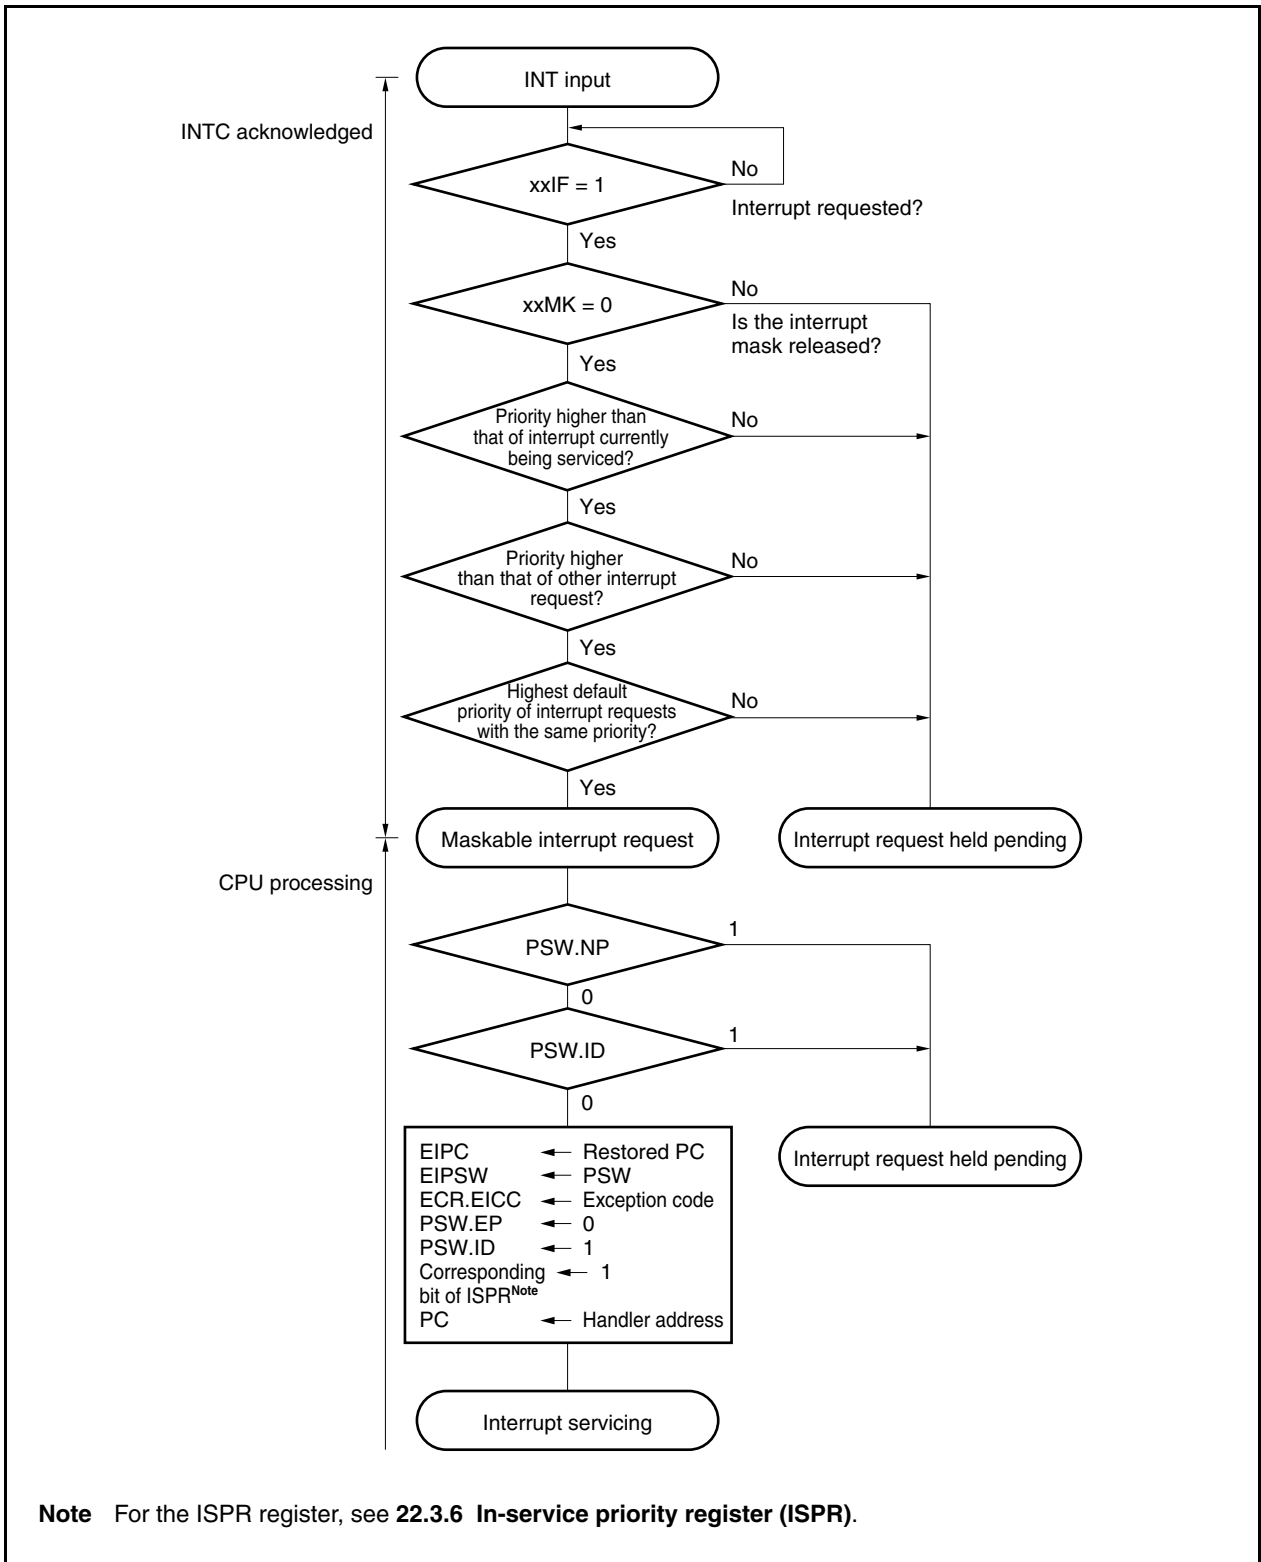 INT input
INTC acknowledged
xxIF = 1
No
Interrupt requested?
Yes
xxMK = 0
No
Is the interrupt
mask released?
Yes
Priority higher than
that of interrupt currently
being serviced?
No
Yes
Priority higher
than that of other interrupt
request?
No
Yes
Highest default
priority of interrupt requests
with the same priority?
No
Yes
Maskable interrupt request
Interrupt request held pending
CPU processing
PSW.NP
1
0
PSW.ID
1
0
EIPC ← Restored PC
EIPSW ← PSW
ECR.EICC ← Exception code
PSW.EP ← 0
PSW.ID ← 1
Corresponding ← 1
bit of ISPRNote
PC ← Handler address
Interrupt request held pending
Interrupt servicing
Note For the ISPR register, see 22.3.6 In-service priority register (ISPR).